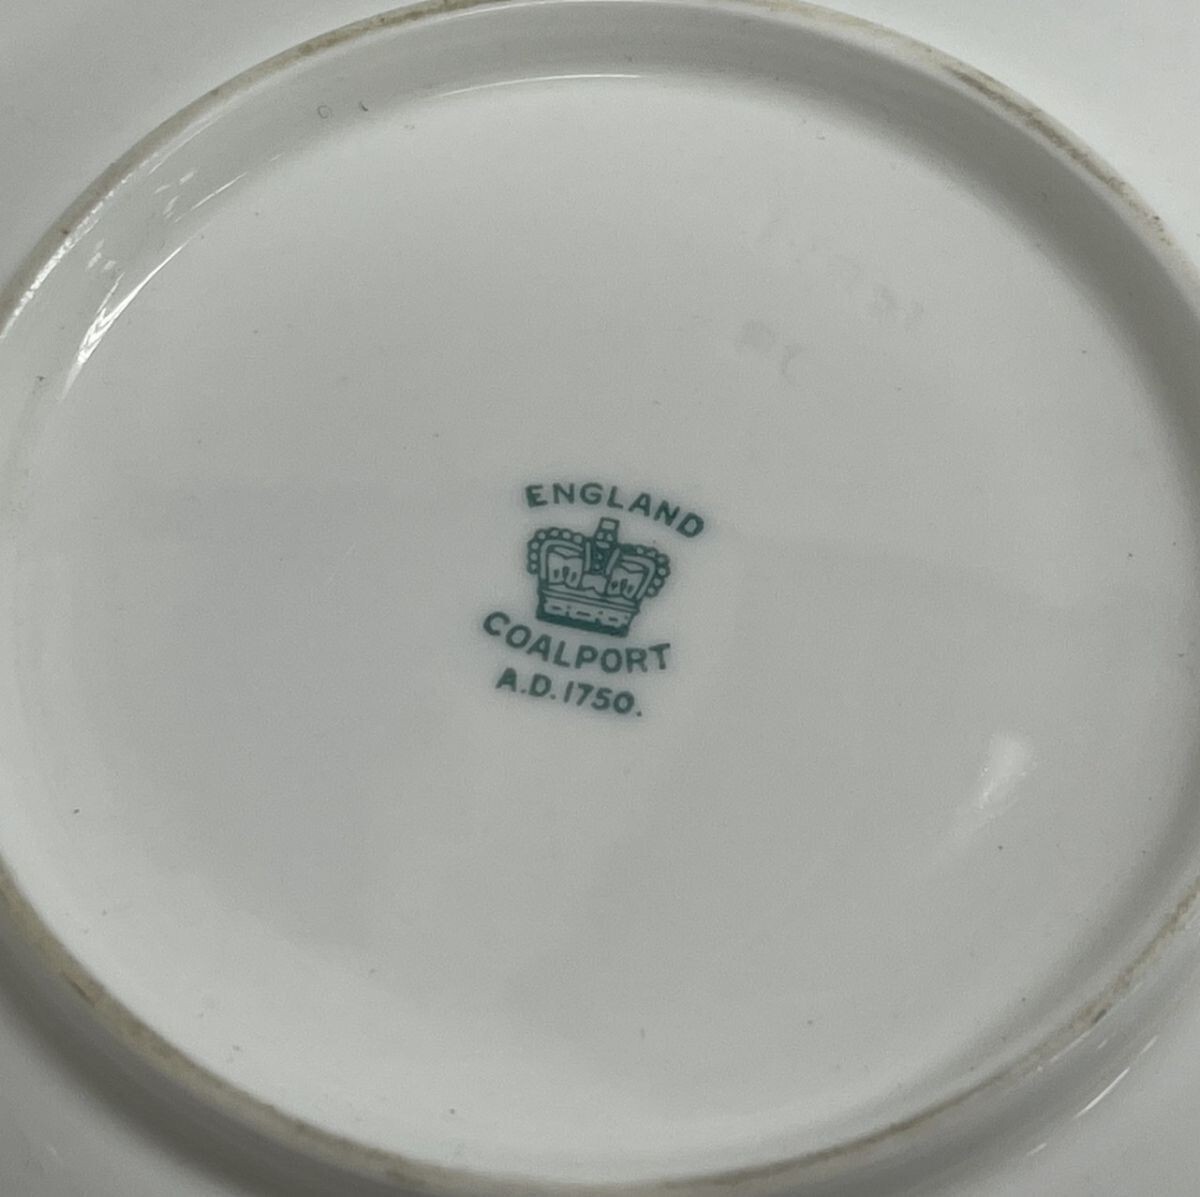 ENGLAND
COALPORT
A.D. 1750.